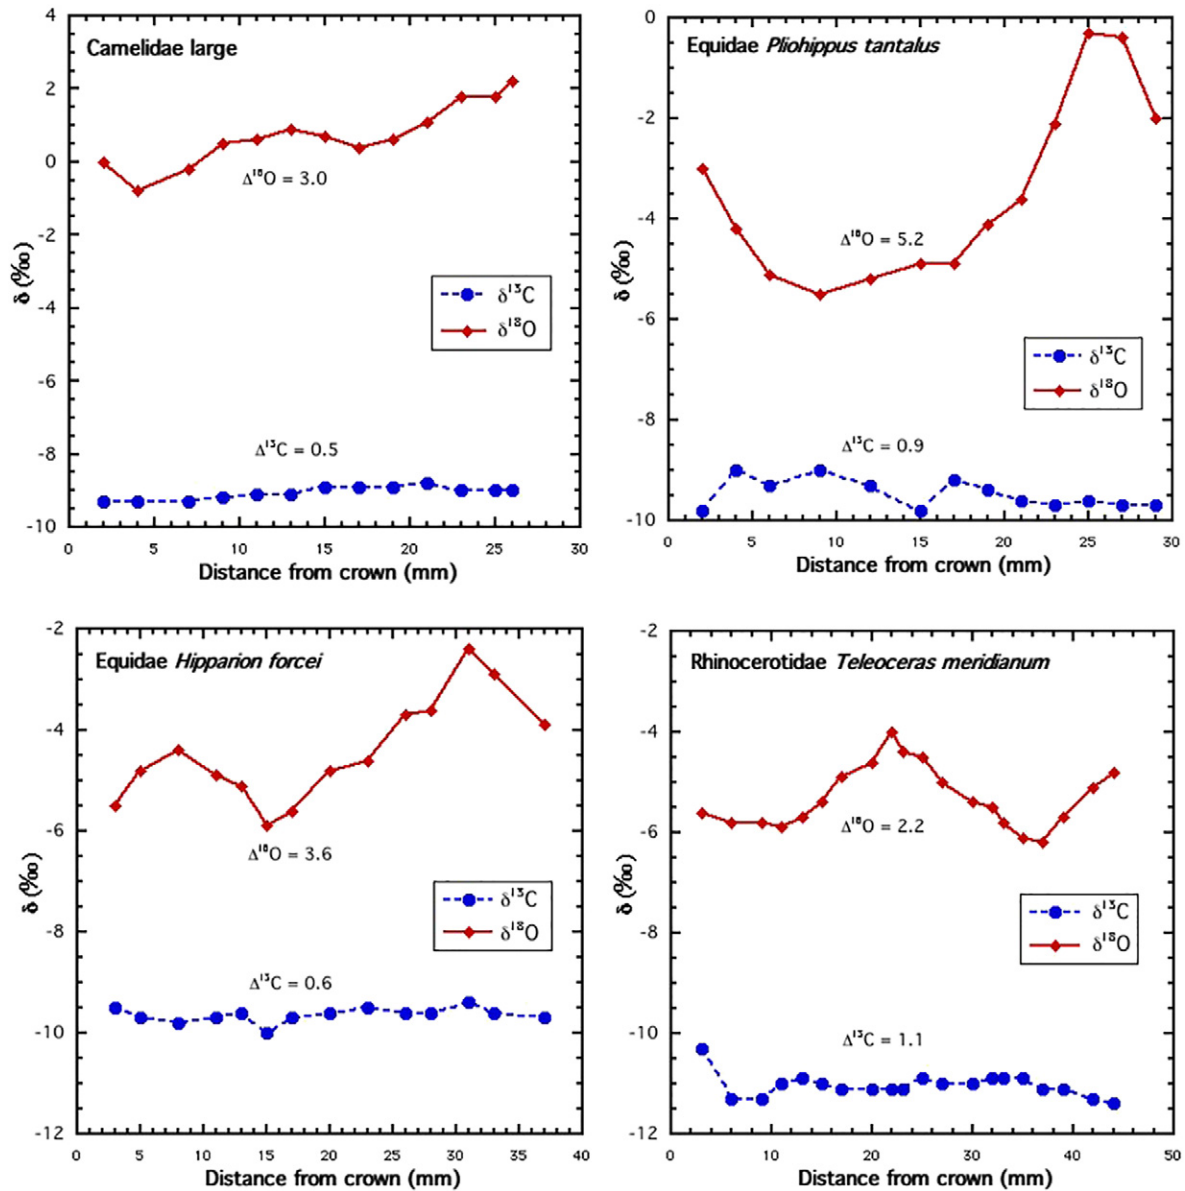 Camelidae large
4
2
0
-2
-4
-6
-8
-10
δ (‰)
Δ¹⁸O = 3.0
δ¹³C
δ¹⁸O
Δ¹³C = 0.5
0 5 10 15 20 25 30
Distance from crown (mm)
Equidae Pliohippus tantalus
0
-2
-4
-6
-8
-10
δ (‰)
Δ¹⁸O = 5.2
δ¹³C
δ¹⁸O
Δ¹³C = 0.9
0 5 10 15 20 25 30
Distance from crown (mm)
Equidae Hipparion forcei
-2
-4
-6
-8
-10
-12
δ (‰)
Δ¹⁸O = 3.6
δ¹³C
δ¹⁸O
Δ¹³C = 0.6
0 5 10 15 20 25 30 35 40
Distance from crown (mm)
Rhinocerotidae Teleoceras meridianum
-2
-4
-6
-8
-10
-12
δ (‰)
Δ¹⁸O = 2.2
δ¹³C
δ¹⁸O
Δ¹³C = 1.1
0 10 20 30 40 50
Distance from crown (mm)